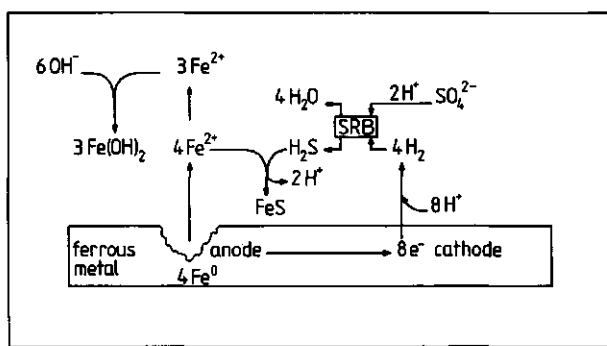 6OH⁻ 3Fe²⁺ 4H₂O 2H⁺ SO₄²⁻
SRB
3Fe(OH)₂ 4Fe²⁺ H₂S 4H₂
2H⁺
FeS 8H⁺
ferrous anode 8e⁻ cathode
metal
4Fe⁰